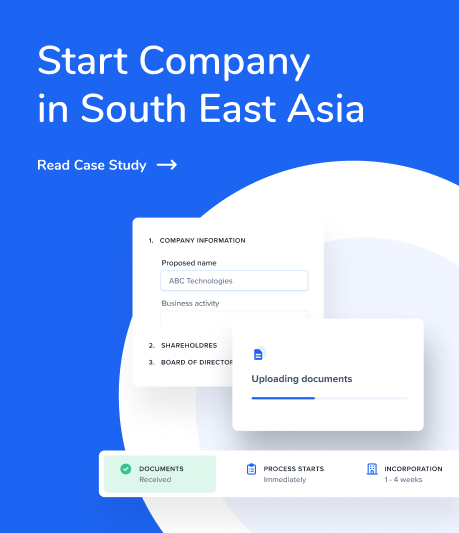 Start Company
in South East Asia
Read Case Study
1. COMPANY INFORMATION
Proposed name
ABC Technologies
Business activity
2. SHAREHOLDRES
3. BOARD OF DIRECTOR
Uploading documents
DOCUMENTS
Received
PROCESS STARTS
Immediately
INCORPORATION
1 - 4 weeks